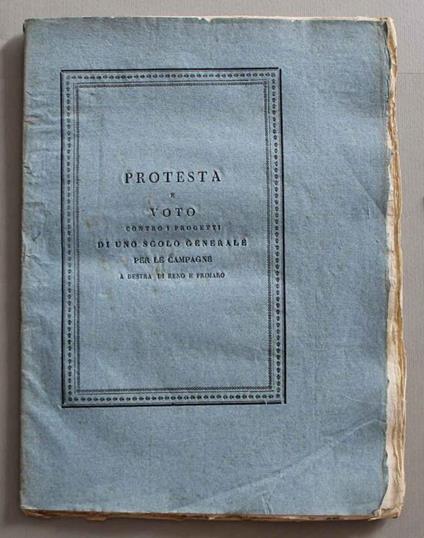 PROTESTA
E
VOTO
CONTRO I PROGETTI
DI UNO SCOLO GENERALE
PER LE CAMPAGNE
A DESTRA DI RENO E PRIMARO